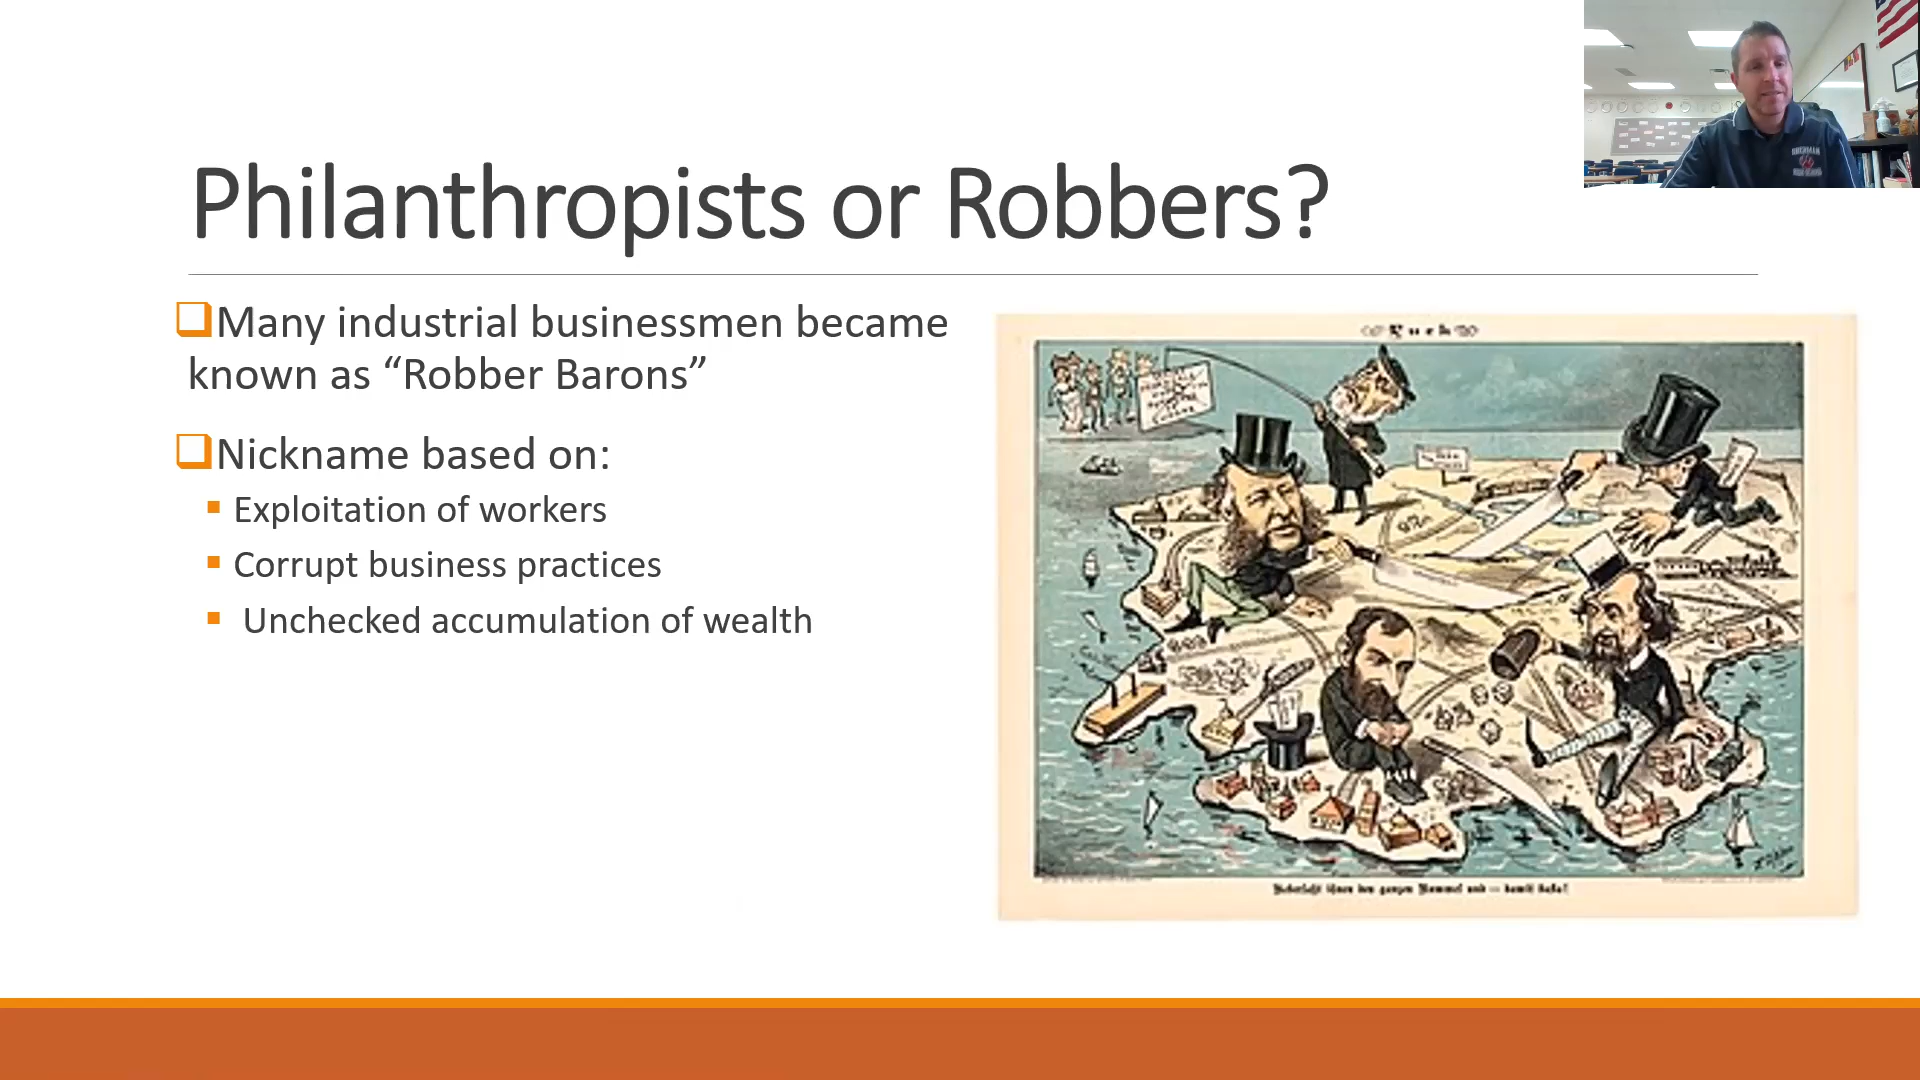 Philanthropists or Robbers?
Many industrial businessmen became
known as “Robber Barons”
Nickname based on:
Exploitation of workers
Corrupt business practices
Unchecked accumulation of wealth
Puck